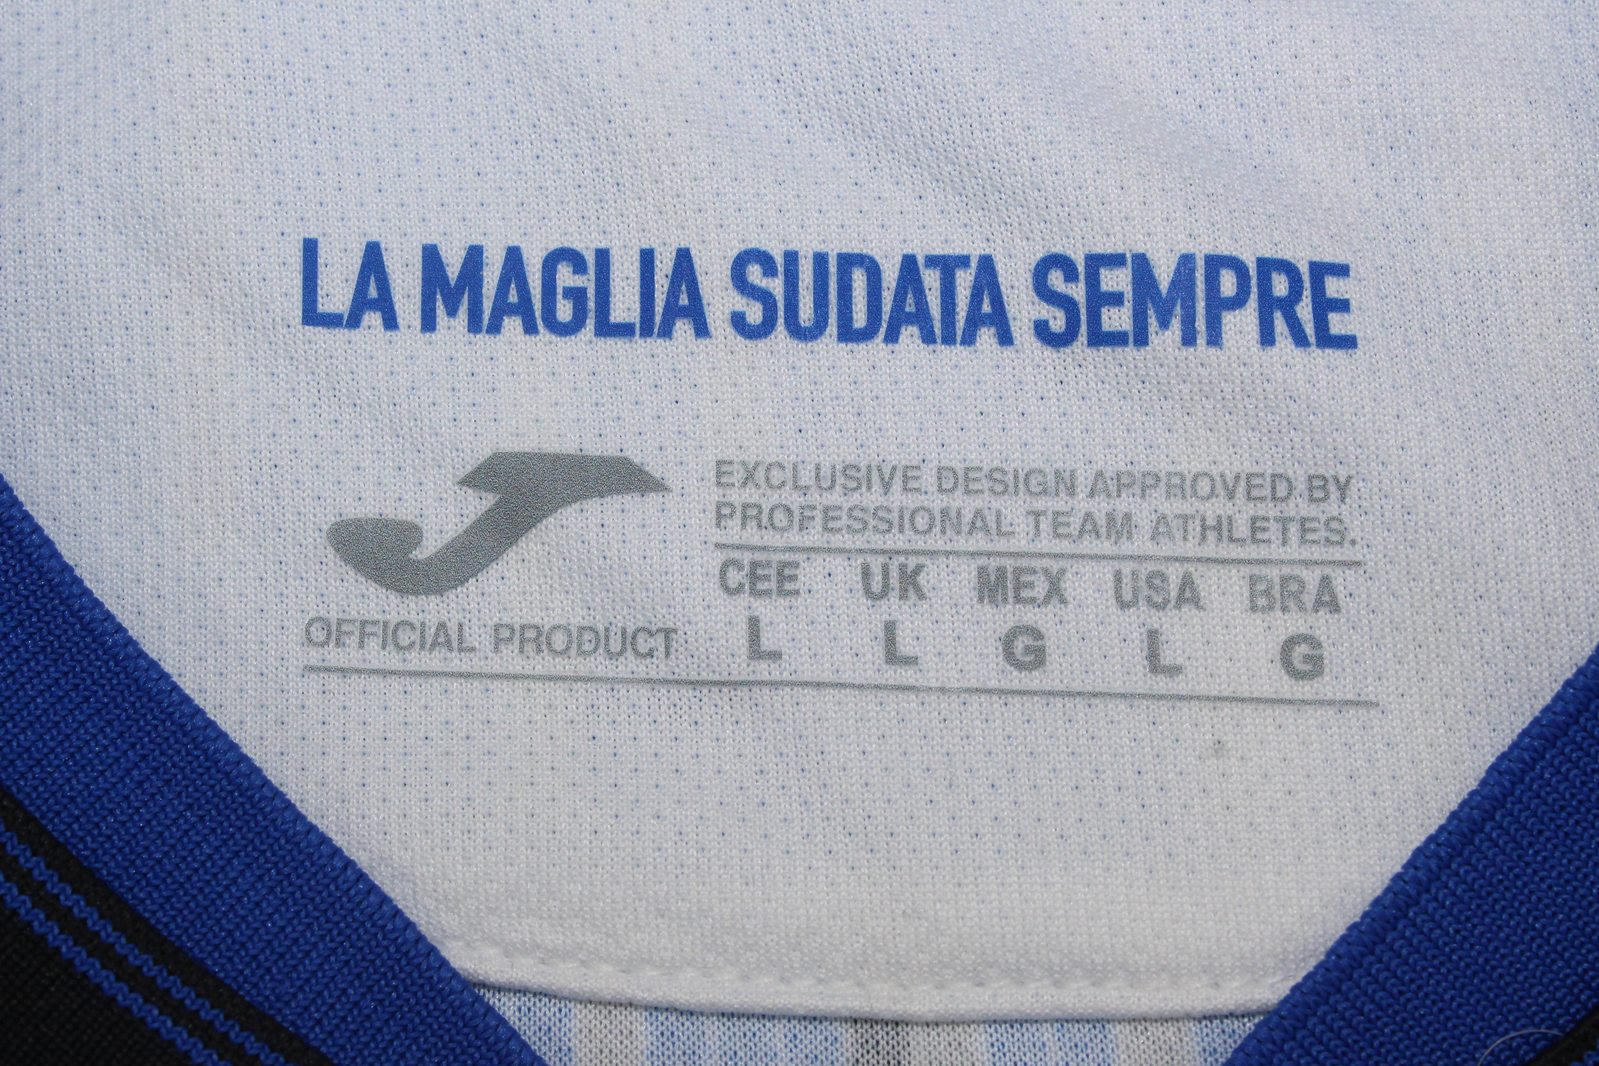 LA MAGLIA SUDATA SEMPRE
EXCLUSIVE DESIGN APPROVED BY
PROFESSIONAL TEAM ATHLETES.
CEE UK MEX USA BRA
L L G L G
OFFICIAL PRODUCT